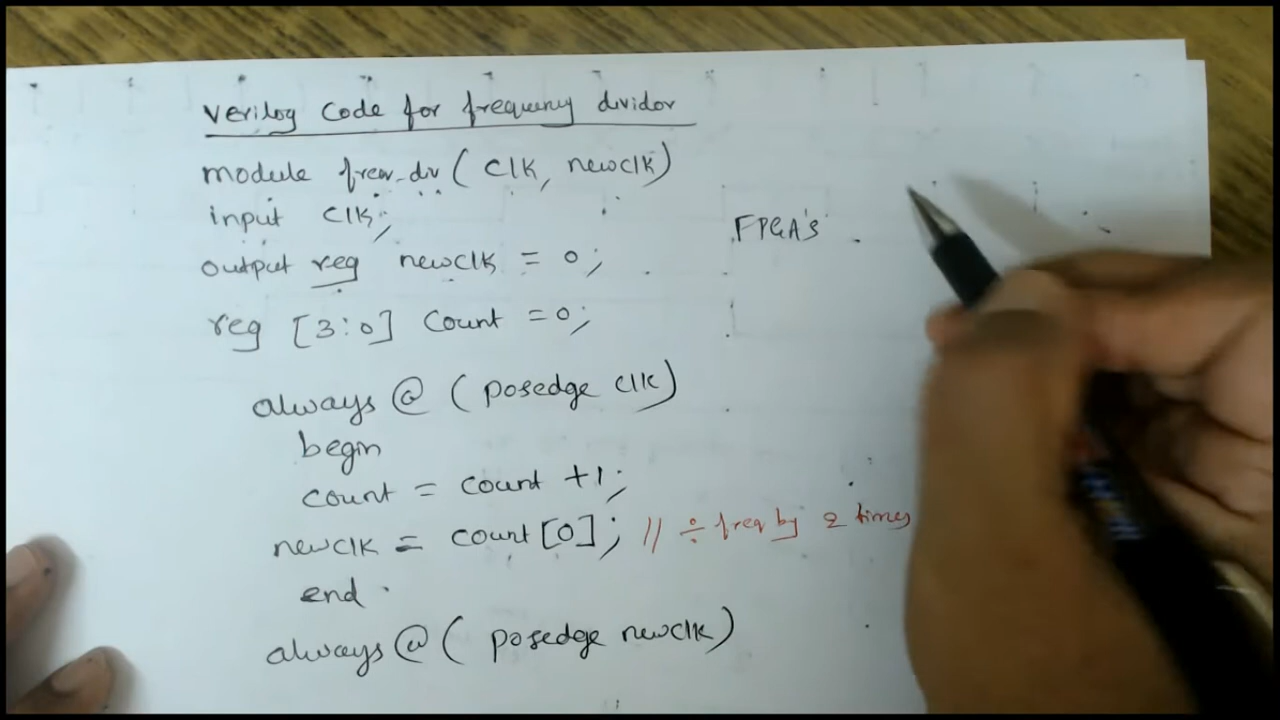 Verilog Code for frequency dividor
module freq_div ( clk, newclk)
input clk;
output reg newclk = 0;
FPGA's
reg [3:0] count =0;
always @ ( posedge clk)
begin
count = count +1;
newclk = count [0]; // ÷ freq by 2 times
end
always @ ( posedge newclk)